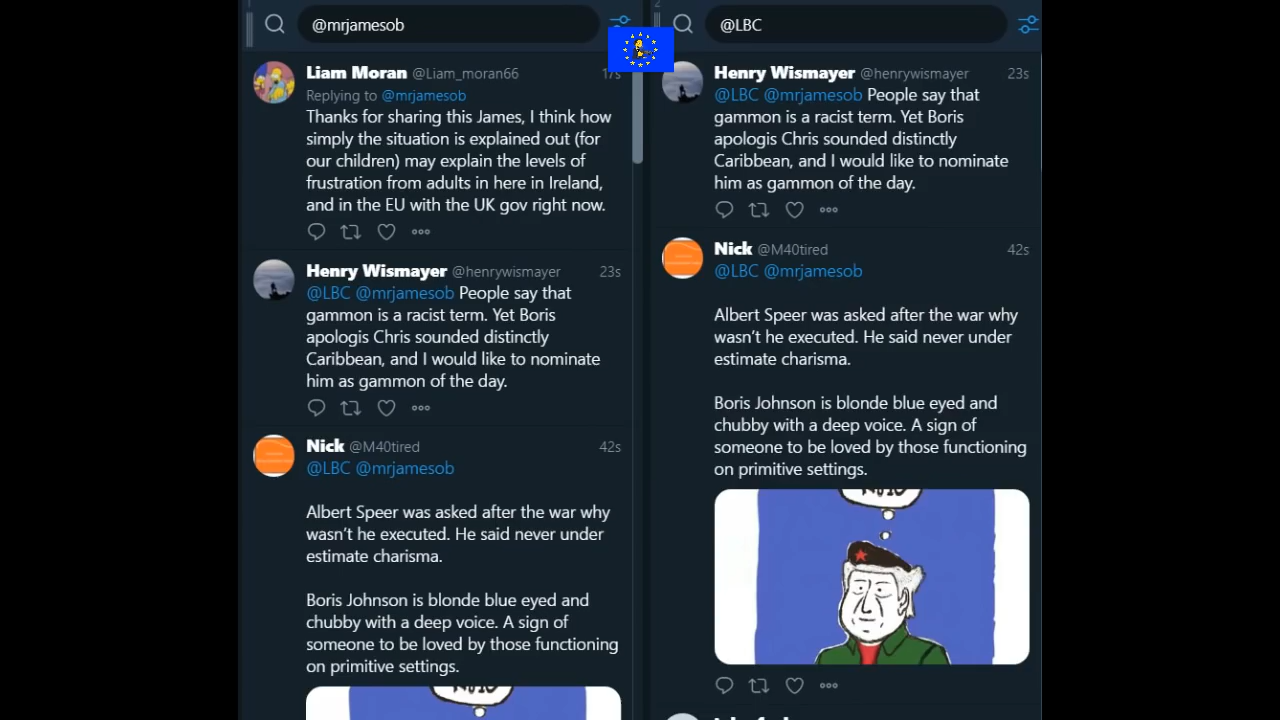 @mrjamesob
Liam Moran @Liam_moran66 17s
Replying to @mrjamesob
Thanks for sharing this James, I think how
simply the situation is explained out (for
our children) may explain the levels of
frustration from adults in here in Ireland,
and in the EU with the UK gov right now.
Henry Wismayer @henrywismayer 23s
@LBC @mrjamesob People say that
gammon is a racist term. Yet Boris
apologis Chris sounded distinctly
Caribbean, and I would like to nominate
him as gammon of the day.
Nick @M40tired 42s
@LBC @mrjamesob
Albert Speer was asked after the war why
wasn't he executed. He said never under
estimate charisma.
Boris Johnson is blonde blue eyed and
chubby with a deep voice. A sign of
someone to be loved by those functioning
on primitive settings.
2
@LBC
Henry Wismayer @henrywismayer 23s
@LBC @mrjamesob People say that
gammon is a racist term. Yet Boris
apologis Chris sounded distinctly
Caribbean, and I would like to nominate
him as gammon of the day.
Nick @M40tired 42s
@LBC @mrjamesob
Albert Speer was asked after the war why
wasn't he executed. He said never under
estimate charisma.
Boris Johnson is blonde blue eyed and
chubby with a deep voice. A sign of
someone to be loved by those functioning
on primitive settings.